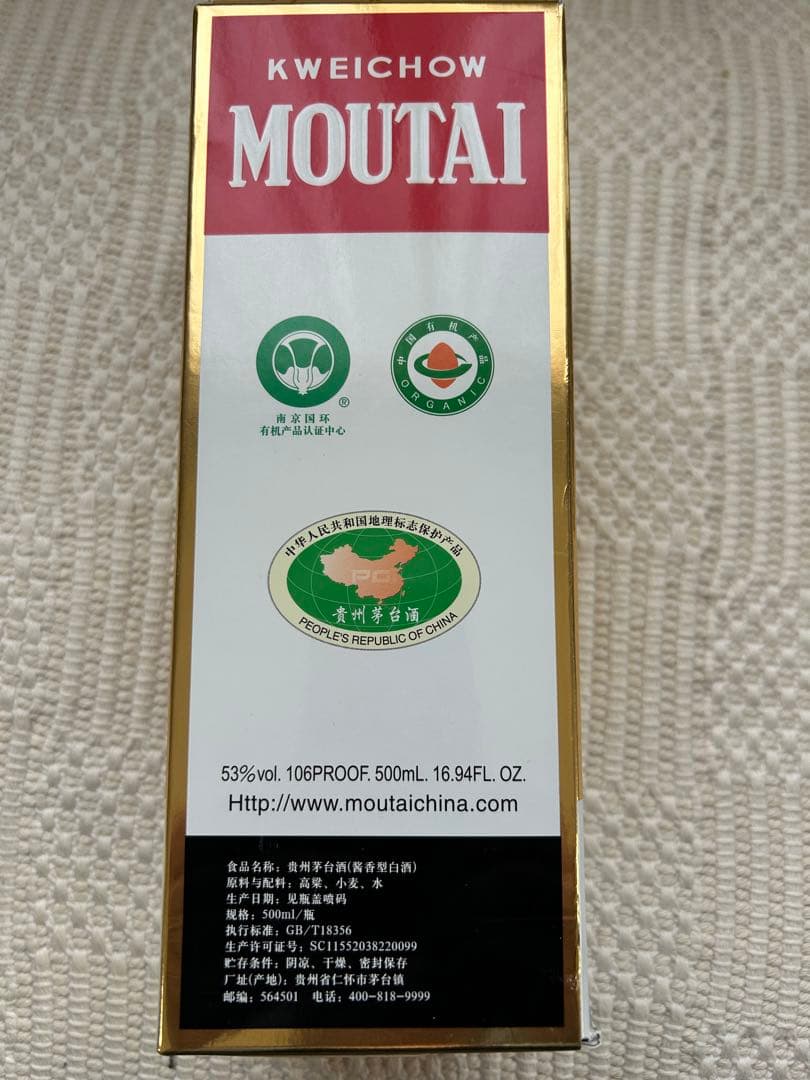 KWEICHOW
MOUTAI
中国有机产品
ORGANIC
®
南京国环
有机产品认证中心
中华人民共和国地理标志保护产品
PGI
贵州茅台酒
PEOPLE'S REPUBLIC OF CHINA
53%vol. 106PROOF. 500mL. 16.94FL. OZ.
Http://www.moutaichina.com
食品名称：贵州茅台酒(酱香型白酒)
原料与配料：高粱、小麦、水
生产日期：见瓶盖喷码
规格：500ml/瓶
执行标准：GB/T18356
生产许可证号：SC11552038220099
贮存条件：阴凉、干燥、密封保存
厂址(产地)：贵州省仁怀市茅台镇
邮编：564501 电话：400-818-9999